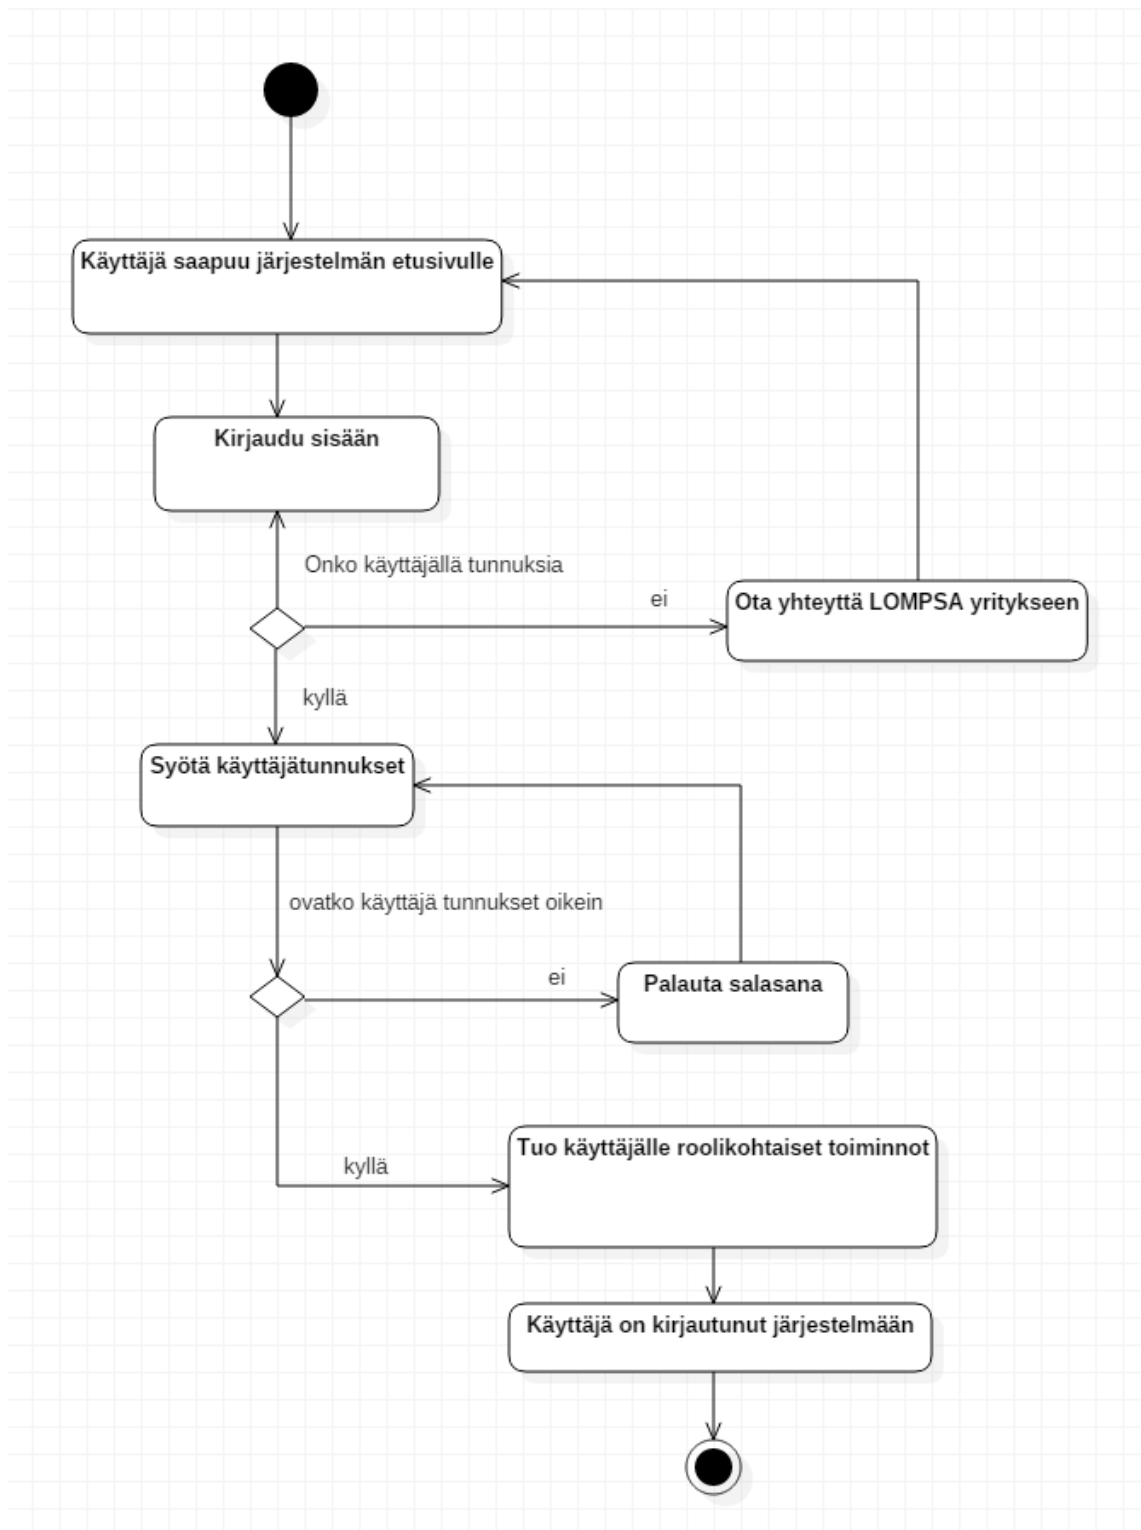 Käyttäjä saapuu järjestelmän etusivulle
Kirjaudu sisään
Onko käyttäjällä tunnuksia
ei
Ota yhteyttä LOMPSA yritykseen
kyllä
Syötä käyttäjätunnukset
ovatko käyttäjä tunnukset oikein
ei
Palauta salasana
Tuo käyttäjälle roolikohtaiset toiminnot
kyllä
Käyttäjä on kirjautunut järjestelmään